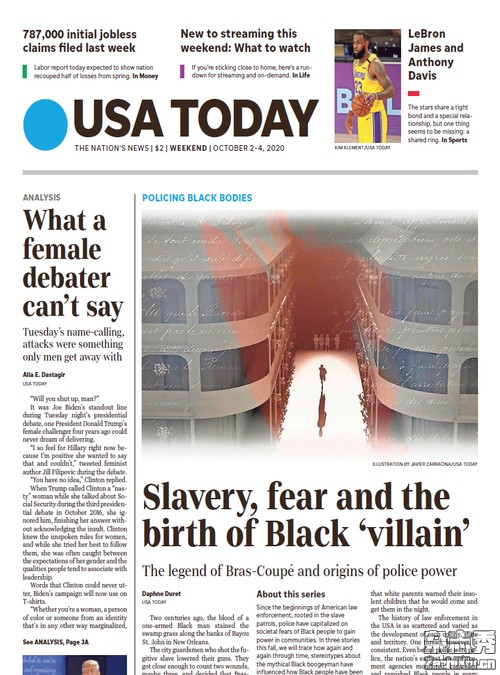 787,000 initial jobless
claims filed last week
Labor report today expected to show nation
recouped half of losses from spring. In Money
New to streaming this
weekend: What to watch
If you're sticking close to home, here's a run-
down for streaming and on-demand. In Life
LeBron
James and
Anthony
Davis
The stars share a tight
bond and a special rela-
tionship, but one thing
seems to be missing: a
shared ring. In Sports
KIM KLEMENT/USA TODAY
USA TODAY
THE NATION'S NEWS | $2 | WEEKEND | OCTOBER 2-4, 2020
ANALYSIS
What a
female
debater
can't say
Tuesday's name-calling,
attacks were something
only men get away with
Alia E. Dastagir
USA TODAY
"Will you shut up, man?"
It was Joe Biden's standout line
during Tuesday night's presidential
debate, one President Donald Trump's
female challenger four years ago could
never dream of delivering.
"I so feel for Hillary right now be-
cause I'm positive she wanted to say
that and couldn't," tweeted feminist
author Jill Filipovic during the debate.
"You have no idea," Clinton replied.
When Trump called Clinton a "nas-
ty" woman while she talked about So-
cial Security during the third presiden-
tial debate in October 2016, she ig-
nored him, finishing her answer with-
out acknowledging the insult. Clinton
knew the unspoken rules for women,
and while she tried her best to follow
them, she was often caught between
the expectations of her gender and the
qualities people tend to associate with
leadership.
Words that Clinton could never ut-
ter, Biden's campaign will now use on
T-shirts.
"Whether you're a woman, a person
of color or someone from an identity
that's in any other way marginalized,
See ANALYSIS, Page 3A
POLICING BLACK BODIES
ILLUSTRATION BY JAVIER ZARRACINA/USA TODAY
Slavery, fear and the
birth of Black 'villain'
The legend of Bras-Coupé and origins of police power
Daphne Duret
USA TODAY
Two centuries ago, the blood of a
one-armed Black man stained the
swamp grass along the banks of Bayou
St. John in New Orleans.
The city guardsmen who shot the fu-
gitive slave lowered their guns. They
got close enough to count two wounds,
maybe three, and decided that Bras-
About this series
Since the beginnings of American law
enforcement, rooted in the slave
patrols, police have capitalized on
societal fears of Black people to gain
power in communities. In three stories
this fall, we will trace how again and
again through time, stereotypes about
the mythical Black boogeyman have
influenced how Black people have been
that white parents warned their inso-
lent children that he would come and
get them in the night.
The history of law enforcement in
the USA is as scattered and varied as
the development of
and territory. One
consistent. Even before
lice, the nation's
ment agencies
and punished Black people in every